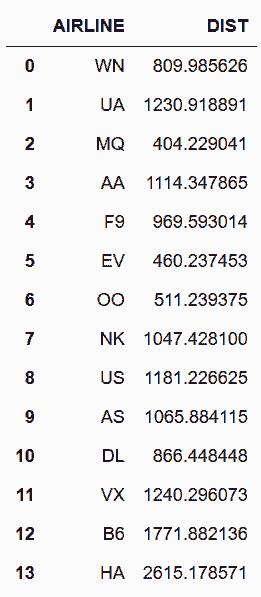 AIRLINE DIST
0 WN 809.985626
1 UA 1230.918891
2 MQ 404.229041
3 AA 1114.347865
4 F9 969.593014
5 EV 460.237453
6 OO 511.239375
7 NK 1047.428100
8 US 1181.226625
9 AS 1065.884115
10 DL 866.448448
11 VX 1240.296073
12 B6 1771.882136
13 HA 2615.178571